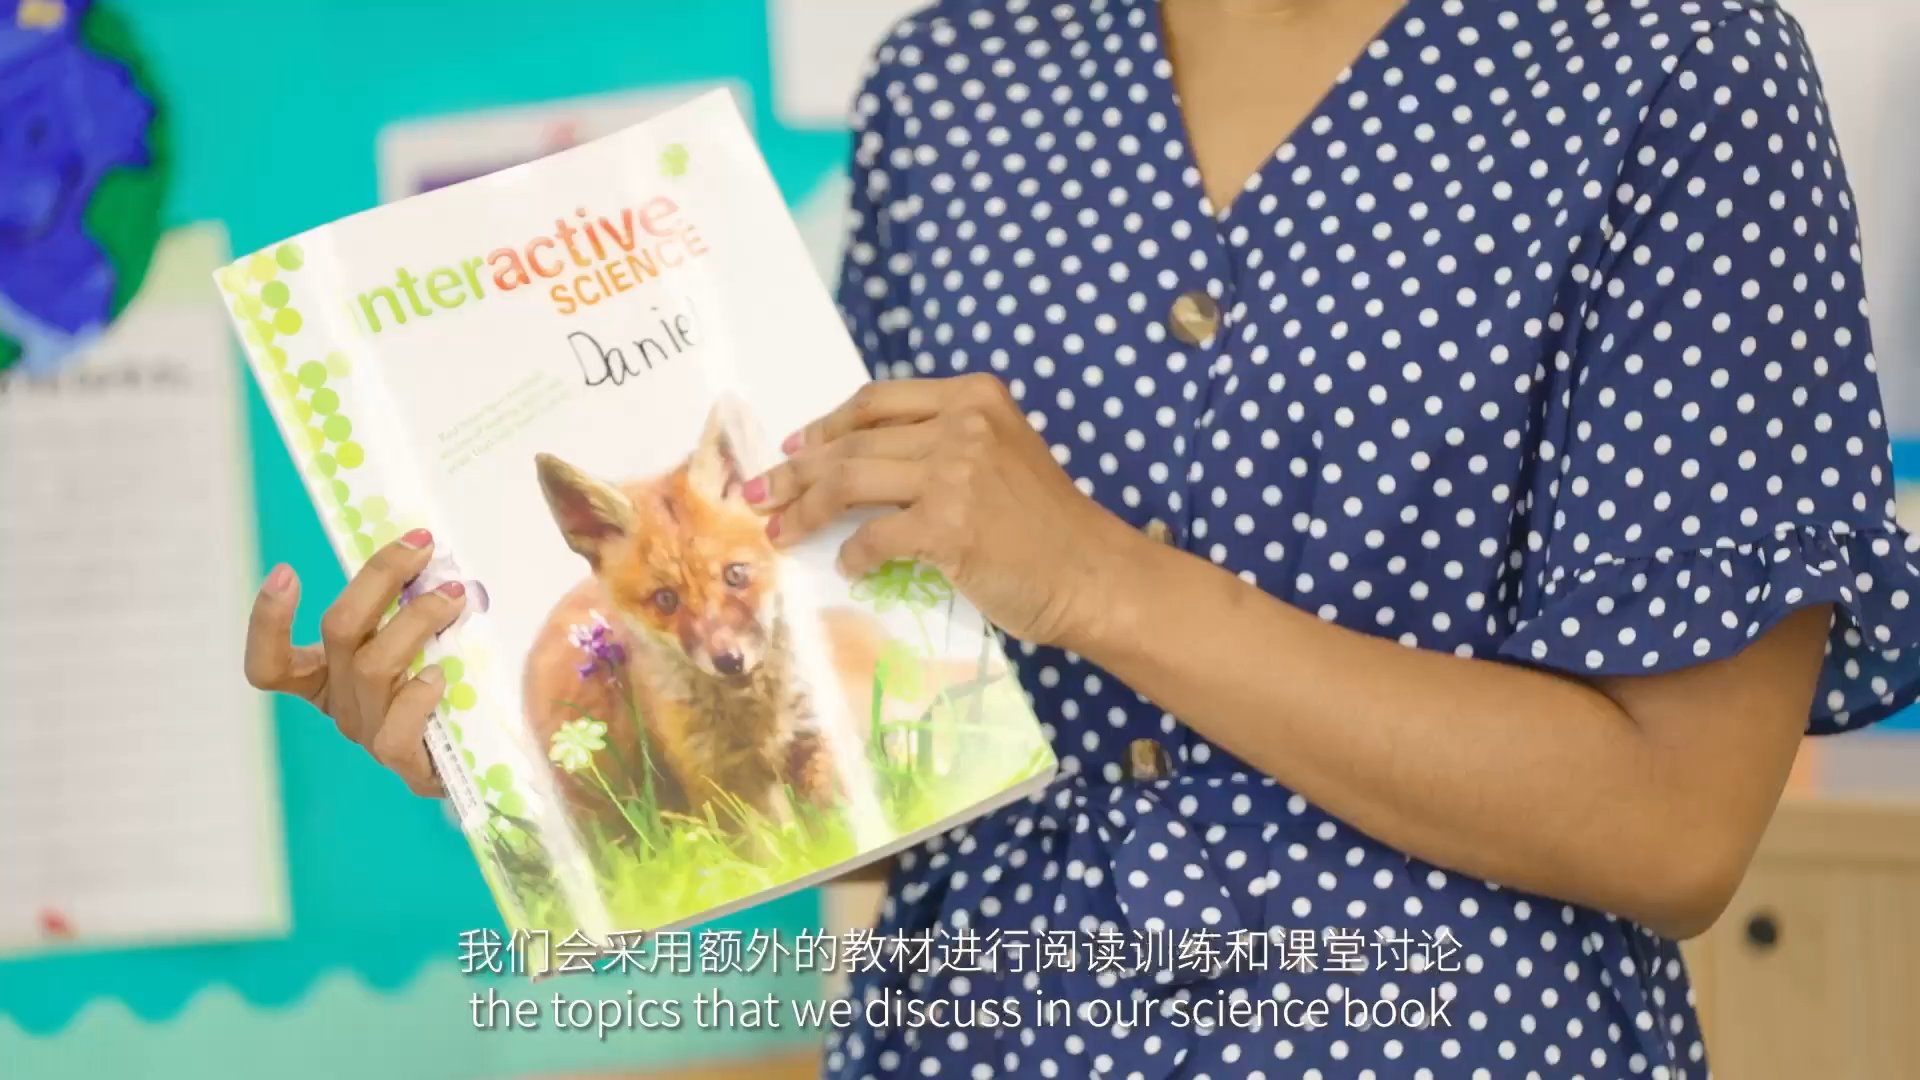 interactive
SCIENCE
Daniel
我们会采用额外的教材进行阅读训练和课堂讨论
the topics that we discuss in our science book